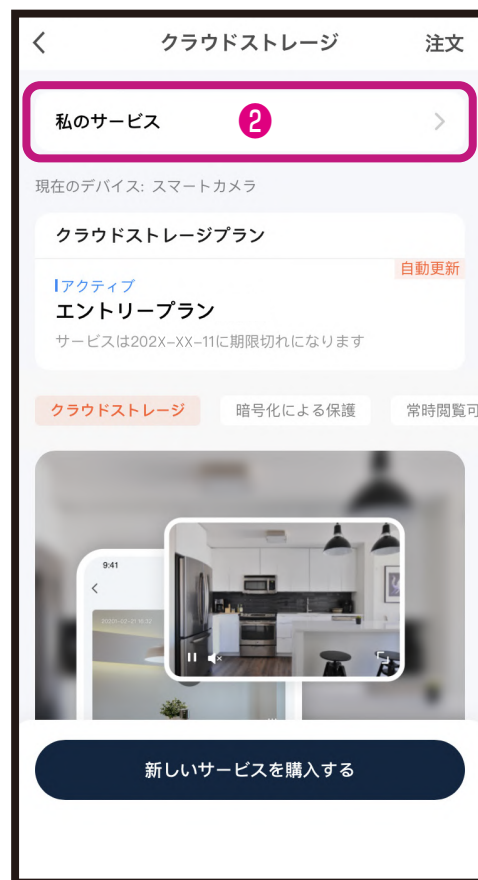 クラウドストレージ 注文
私のサービス ❷
現在のデバイス: スマートカメラ
クラウドストレージプラン
自動更新
アクティブ
エントリープラン
サービスは202X-XX-11に期限切れになります
クラウドストレージ 暗号化による保護 常時閲覧可
9:41
新しいサービスを購入する